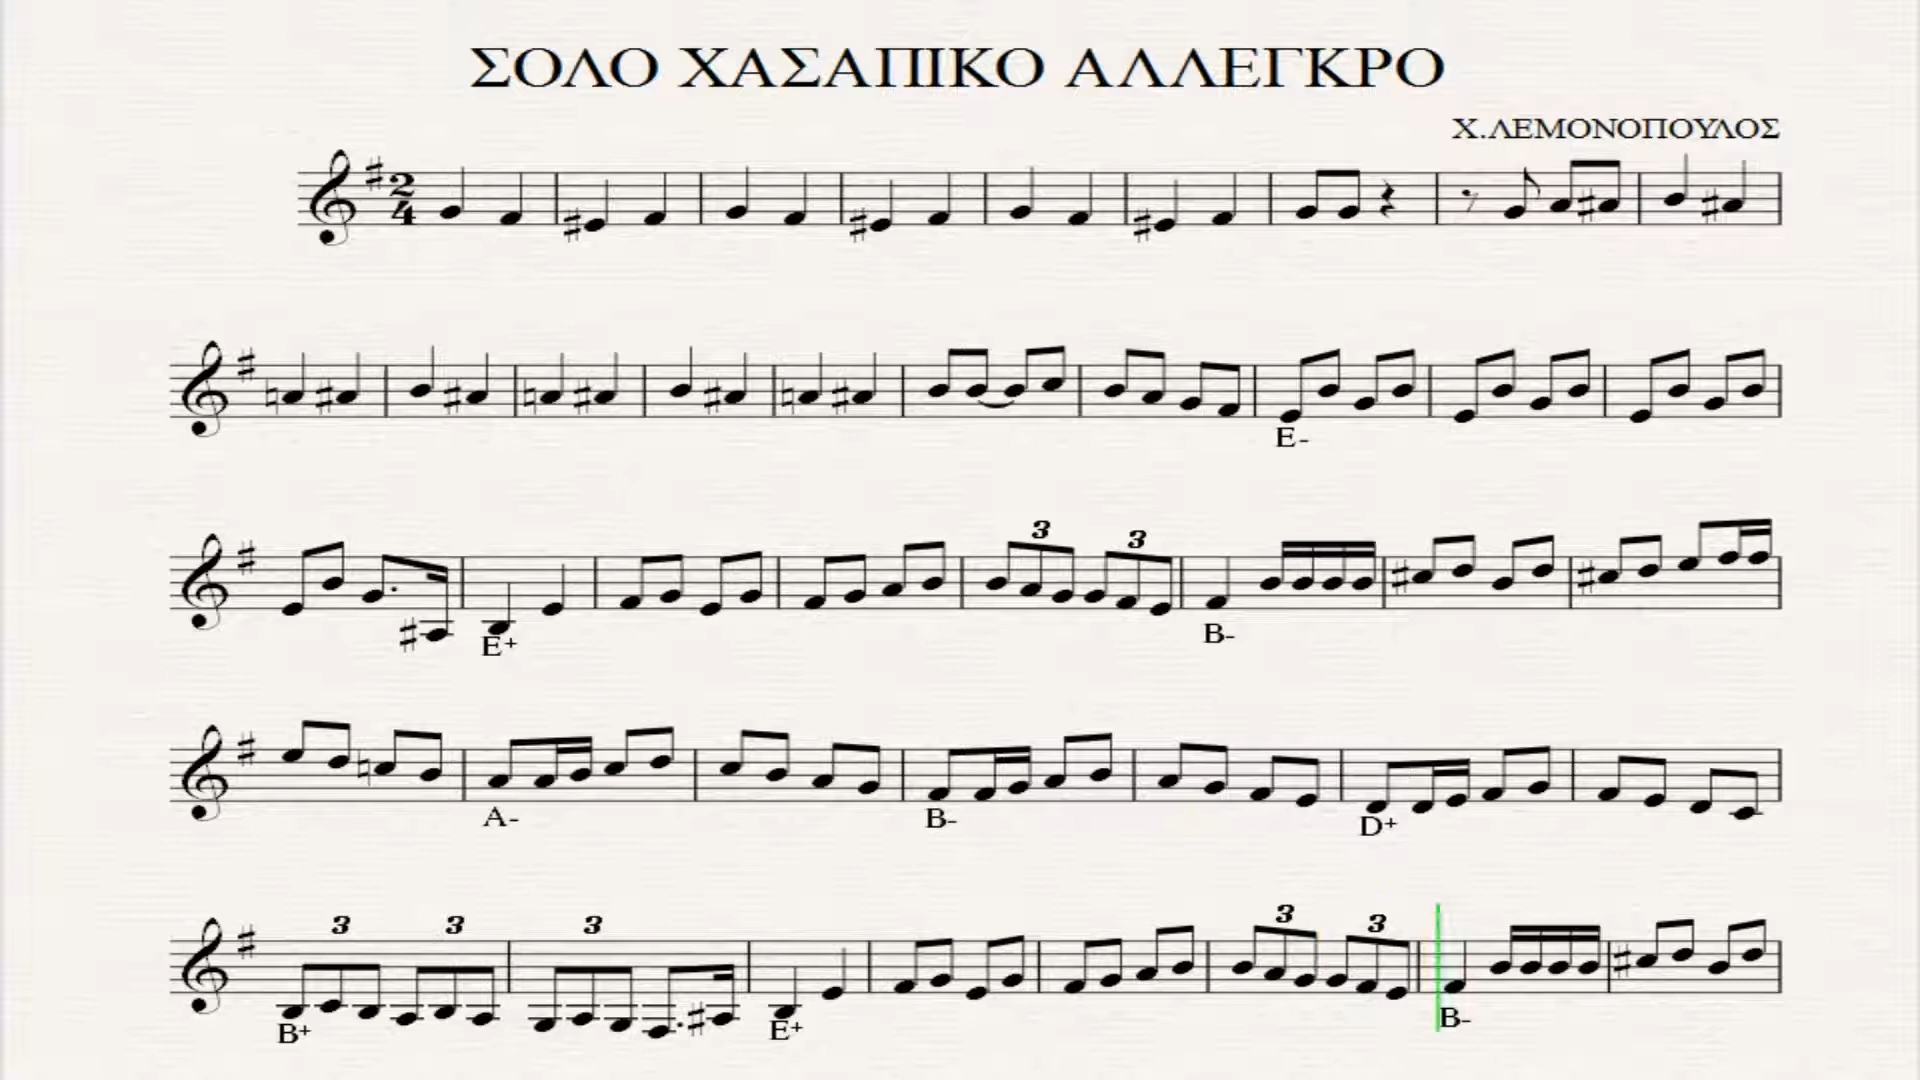 ΣΟΛΟ ΧΑΣΑΠΙΚΟ ΑΛΛΕΓΚΡΟ
Χ.ΛΕΜΟΝΟΠΟΥΛΟΣ
2
4
E-
3 3
E+ B-
A- B- D+
3 3 3 3 3
B+ E+ B-